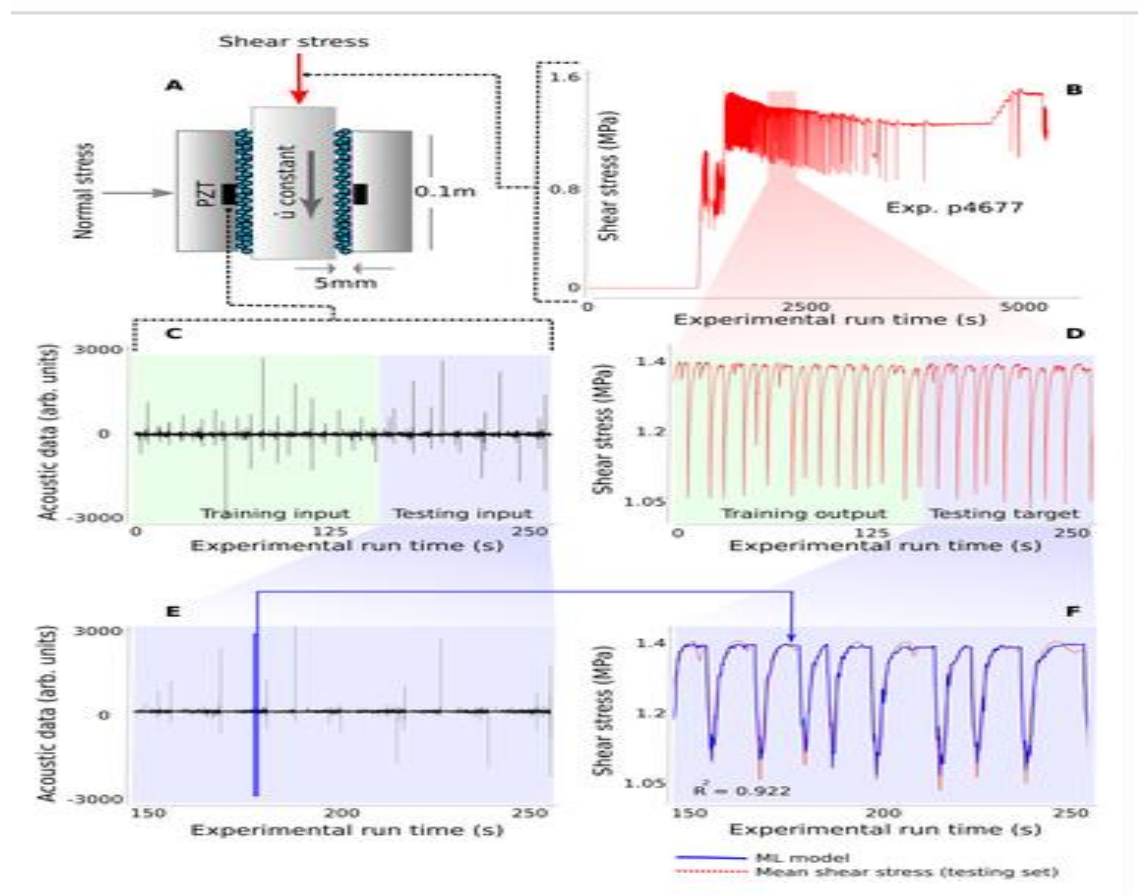 Shear stress
A
Normal stress
PZT
u̇ constant
0.1m
5mm
B
Shear stress (MPa)
1.6
0.8
0
Exp. p4677
0 2500 5000
Experimental run time (s)
C
Acoustic data (arb. units)
3000
0
-3000
Training input Testing input
0 125 250
Experimental run time (s)
D
Shear stress (MPa)
1.4
1.2
1.05
Training output Testing target
0 125 250
Experimental run time (s)
E
Acoustic data (arb. units)
3000
0
-3000
150 200 250
Experimental run time (s)
F
Shear stress (MPa)
1.4
1.2
1.05
R² = 0.922
150 200 250
Experimental run time (s)
ML model
Mean shear stress (testing set)